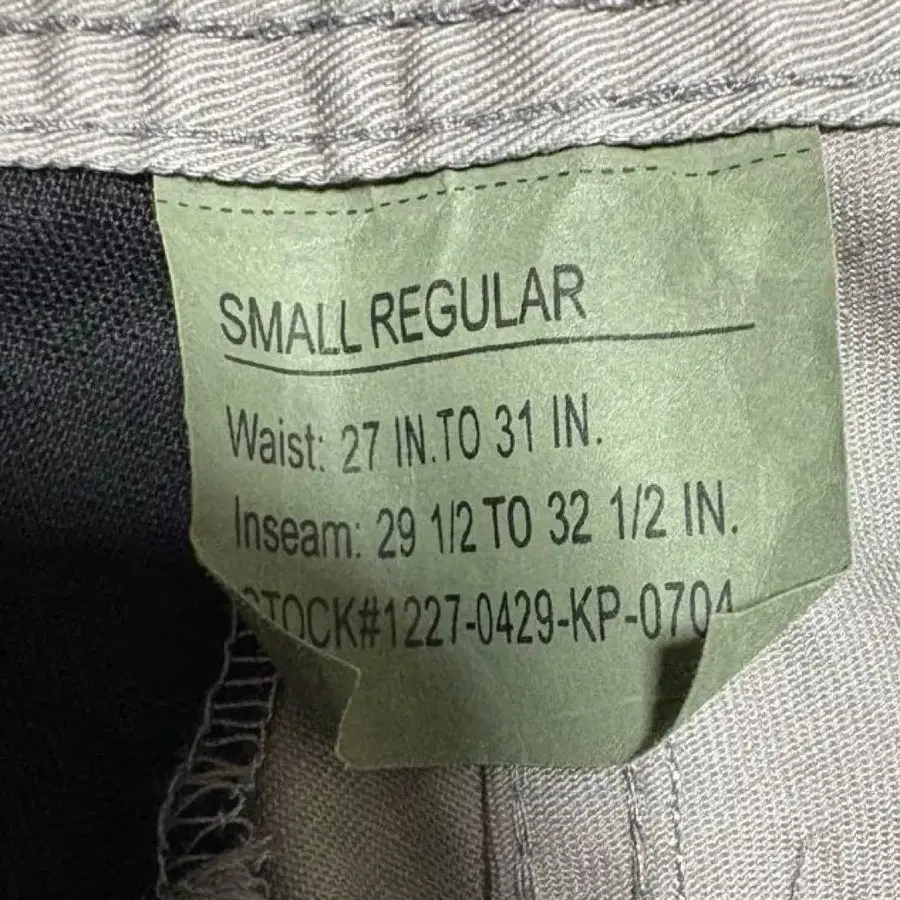 SMALL REGULAR
Waist: 27 IN.TO 31 IN.
Inseam: 29 1/2 TO 32 1/2 IN.
STOCK#1227-0429-KP-0704